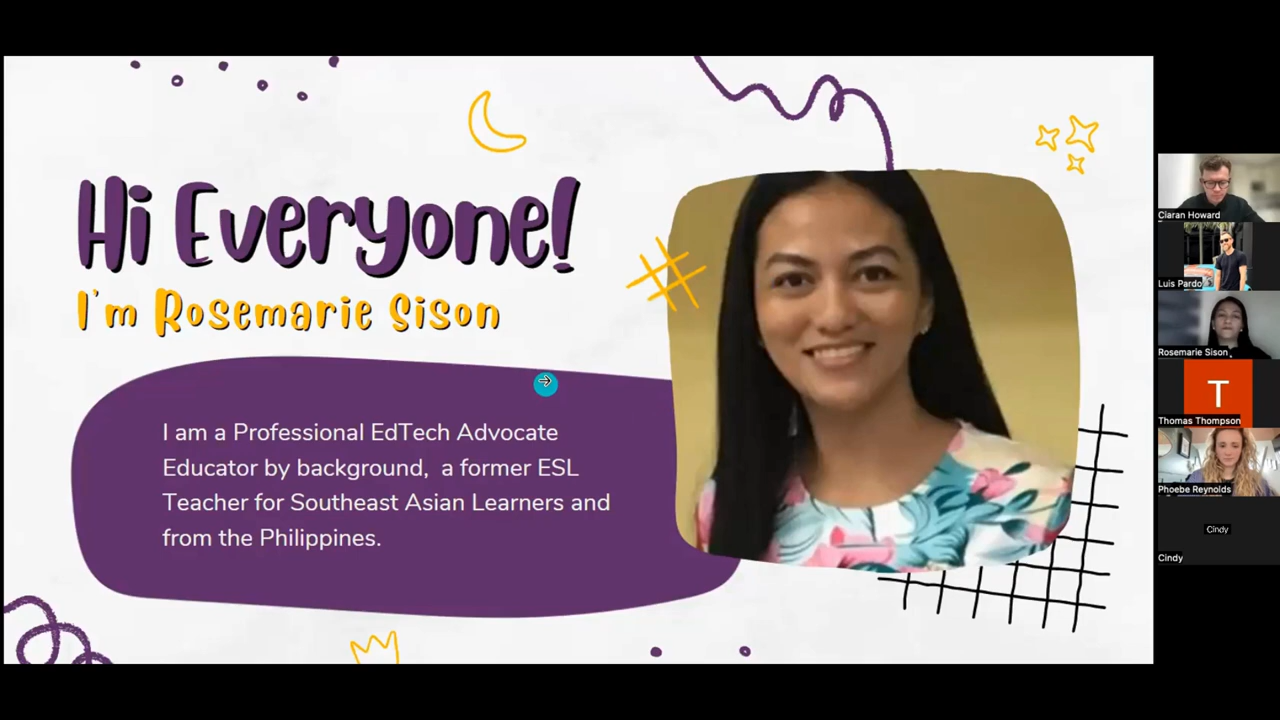 Hi Everyone!
I'm Rosemarie Sison
I am a Professional EdTech Advocate
Educator by background, a former ESL
Teacher for Southeast Asian Learners and
from the Philippines.
Ciaran Howard
Luis Pardo
Rosemarie Sison
T
Thomas Thompson
Phoebe Reynolds
Cindy
Cindy